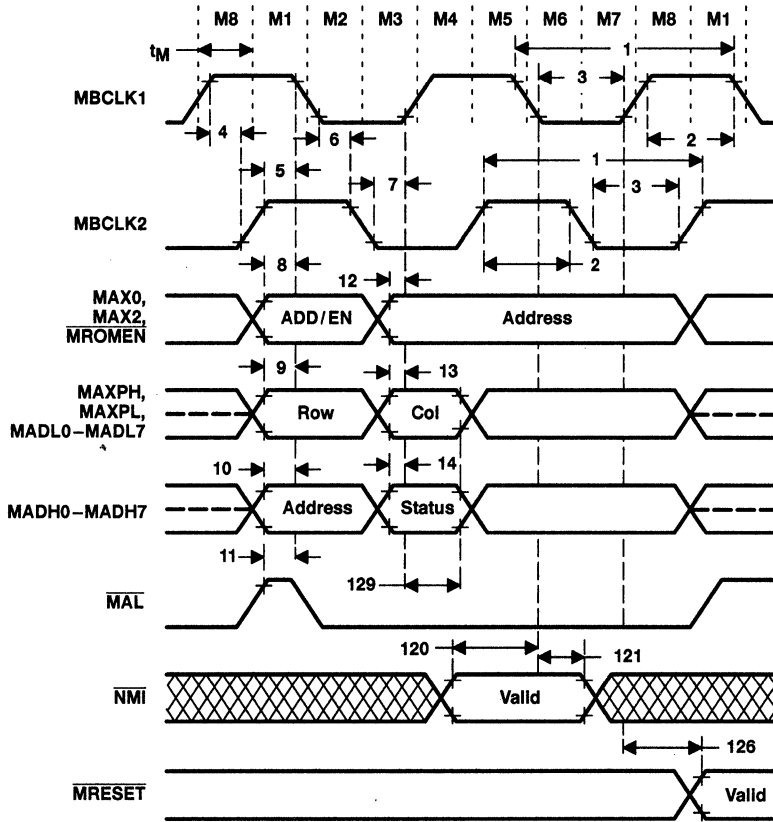 M8 M1 M2 M3 M4 M5 M6 M7 M8 M1
tM
1
MBCLK1
3
4
6
2
5
7
1
3
MBCLK2
8
2
12
MAX0,
MAX2,
MROMEN
ADD/EN
Address
9
13
MAXPH,
MAXPL,
MADL0–MADL7
Row
Col
10
14
MADH0–MADH7
Address
Status
11
129
MAL
120
121
NMI
Valid
126
MRESET
Valid